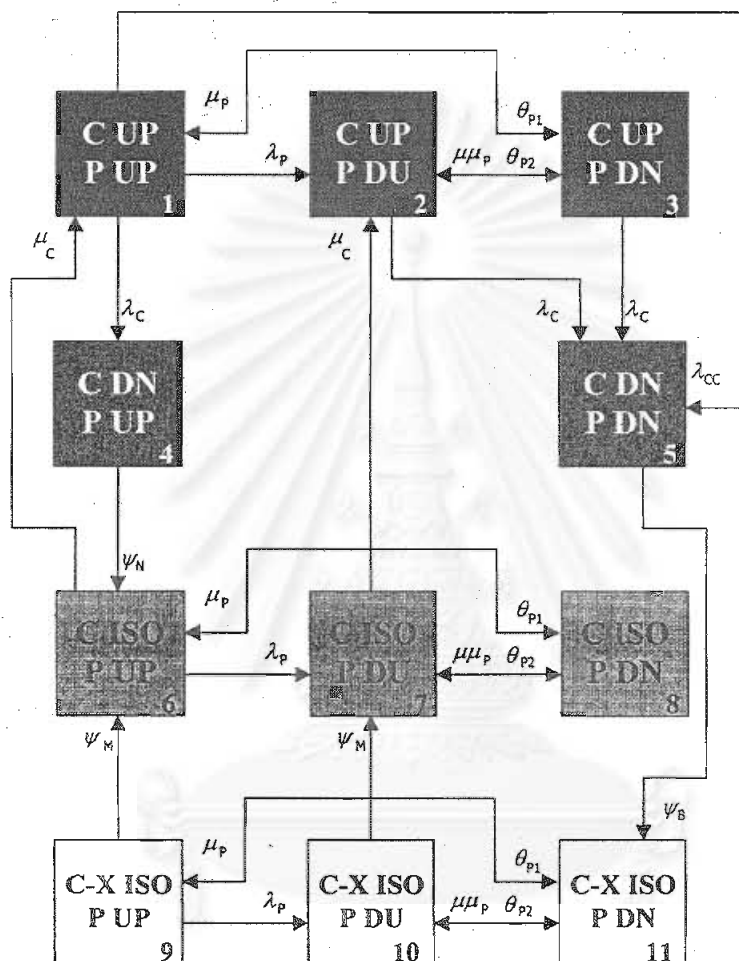 μP
θP1
C UP
P UP
1
λP
C UP
P DU
2
μμP θP2
C UP
P DN
3
μC
λC
μC
λC
λC
C DN
P UP
4
C DN
P DN
5
λCC
ψN
μP
θP1
C ISO
P UP
6
λP
C ISO
P DU
7
μμP θP2
C ISO
P DN
8
ψM
ψM
ψB
μP
θP1
C-X ISO
P UP
9
λP
C-X ISO
P DU
10
μμP θP2
C-X ISO
P DN
11